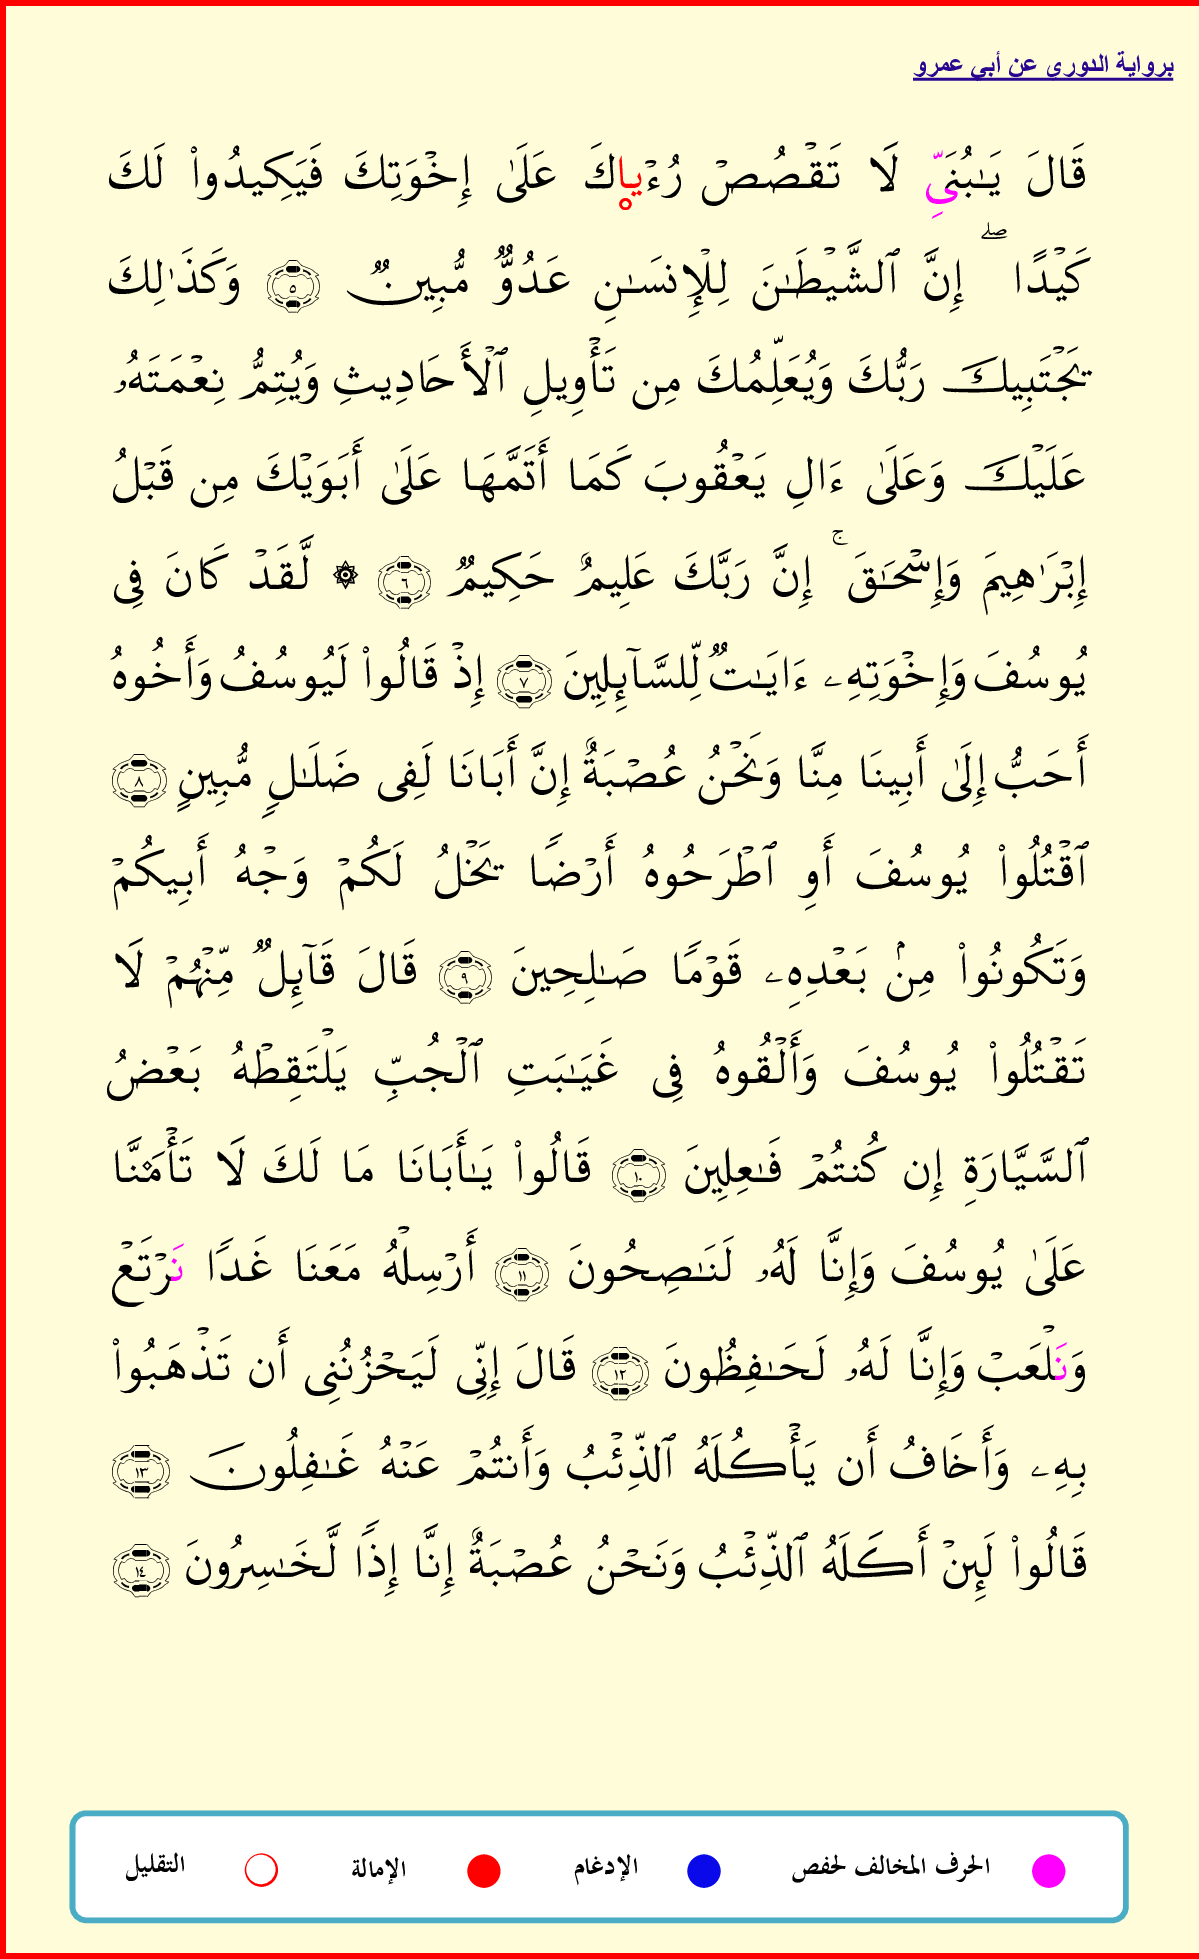 برواية الدوري عن أبي عمرو
قَالَ يَـٰبُنَيِّ لَا تَقۡصُصۡ رُءۡياكَ عَلَىٰٓ إِخۡوَتِكَ فَيَكِيدُواْ لَكَ
كَيۡدًاۖ إِنَّ ٱلشَّيۡطَـٰنَ لِلۡإِنسَـٰنِ عَدُوࣱّ مُّبِينࣱ ٥ وَكَذَٰلِكَ
يَجۡتَبِيكَ رَبُّكَ وَيُعَلِّمُكَ مِن تَأۡوِيلِ ٱلۡأَحَادِيثِ وَيُتِمُّ نِعۡمَتَهُۥ
عَلَيۡكَ وَعَلَىٰٓ ءَالِ يَعۡقُوبَ كَمَا أَتَمَّهَا عَلَىٰ أَبَوَيۡكَ مِن قَبۡلُ
إِبۡرَٰهِيمَ وَإِسۡحَـٰقَۚ إِنَّ رَبَّكَ عَلِيمٌ حَكِيمࣱ ٦ ۞ لَّقَدۡ كَانَ فِي
يُوسُفَ وَإِخۡوَتِهِۦ ءَايَـٰتࣱ لِّلسَّآئِلِينَ ٧ إِذۡ قَالُواْ لَيُوسُفُ وَأَخُوهُ
أَحَبُّ إِلَىٰ أَبِينَا مِنَّا وَنَحۡنُ عُصۡبَةٌ إِنَّ أَبَانَا لَفِي ضَلَـٰلࣲ مُّبِينٍ ٨
ٱقۡتُلُواْ يُوسُفَ أَوِ ٱطۡرَحُوهُ أَرۡضࣰا يَخۡلُ لَكُمۡ وَجۡهُ أَبِيكُمۡ
وَتَكُونُواْ مِنۢ بَعۡدِهِۦ قَوۡمࣰا صَـٰلِحِينَ ٩ قَالَ قَآئِلࣱ مِّنۡهُمۡ لَا
تَقۡتُلُواْ يُوسُفَ وَأَلۡقُوهُ فِي غَيَـٰبَتِ ٱلۡجُبِّ يَلۡتَقِطۡهُ بَعۡضُ
ٱلسَّيَّارَةِ إِن كُنتُمۡ فَـٰعِلِينَ ١٠ قَالُواْ يَـٰأَبَانَا مَا لَكَ لَا تَأۡمَ۬نَّا
عَلَىٰ يُوسُفَ وَإِنَّا لَهُۥ لَنَـٰصِحُونَ ١١ أَرۡسِلۡهُ مَعَنَا غَدࣰا نَرۡتَعۡ
وَنَلۡعَبۡ وَإِنَّا لَهُۥ لَحَـٰفِظُونَ ١٢ قَالَ إِنِّي لَيَحۡزُنُنِي أَن تَذۡهَبُواْ
بِهِۦ وَأَخَافُ أَن يَأۡكُلَهُ ٱلذِّئۡبُ وَأَنتُمۡ عَنۡهُ غَـٰفِلُونَ ١٣
قَالُواْ لَئِنۡ أَكَلَهُ ٱلذِّئۡبُ وَنَحۡنُ عُصۡبَةٌ إِنَّا إِذࣰا لَّخَـٰسِرُونَ ١٤
الحرف المخالف لحفص الإدغام الإمالة التقليل